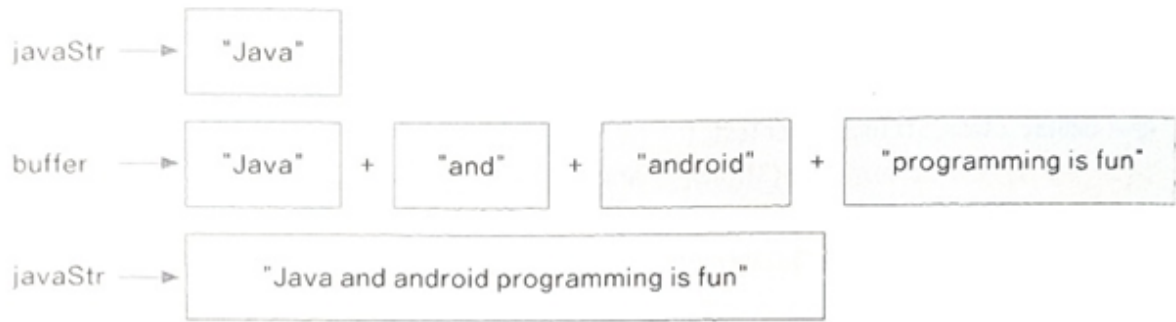 javaStr "Java"
buffer "Java" + "and" + "android" + "programming is fun"
javaStr "Java and android programming is fun"